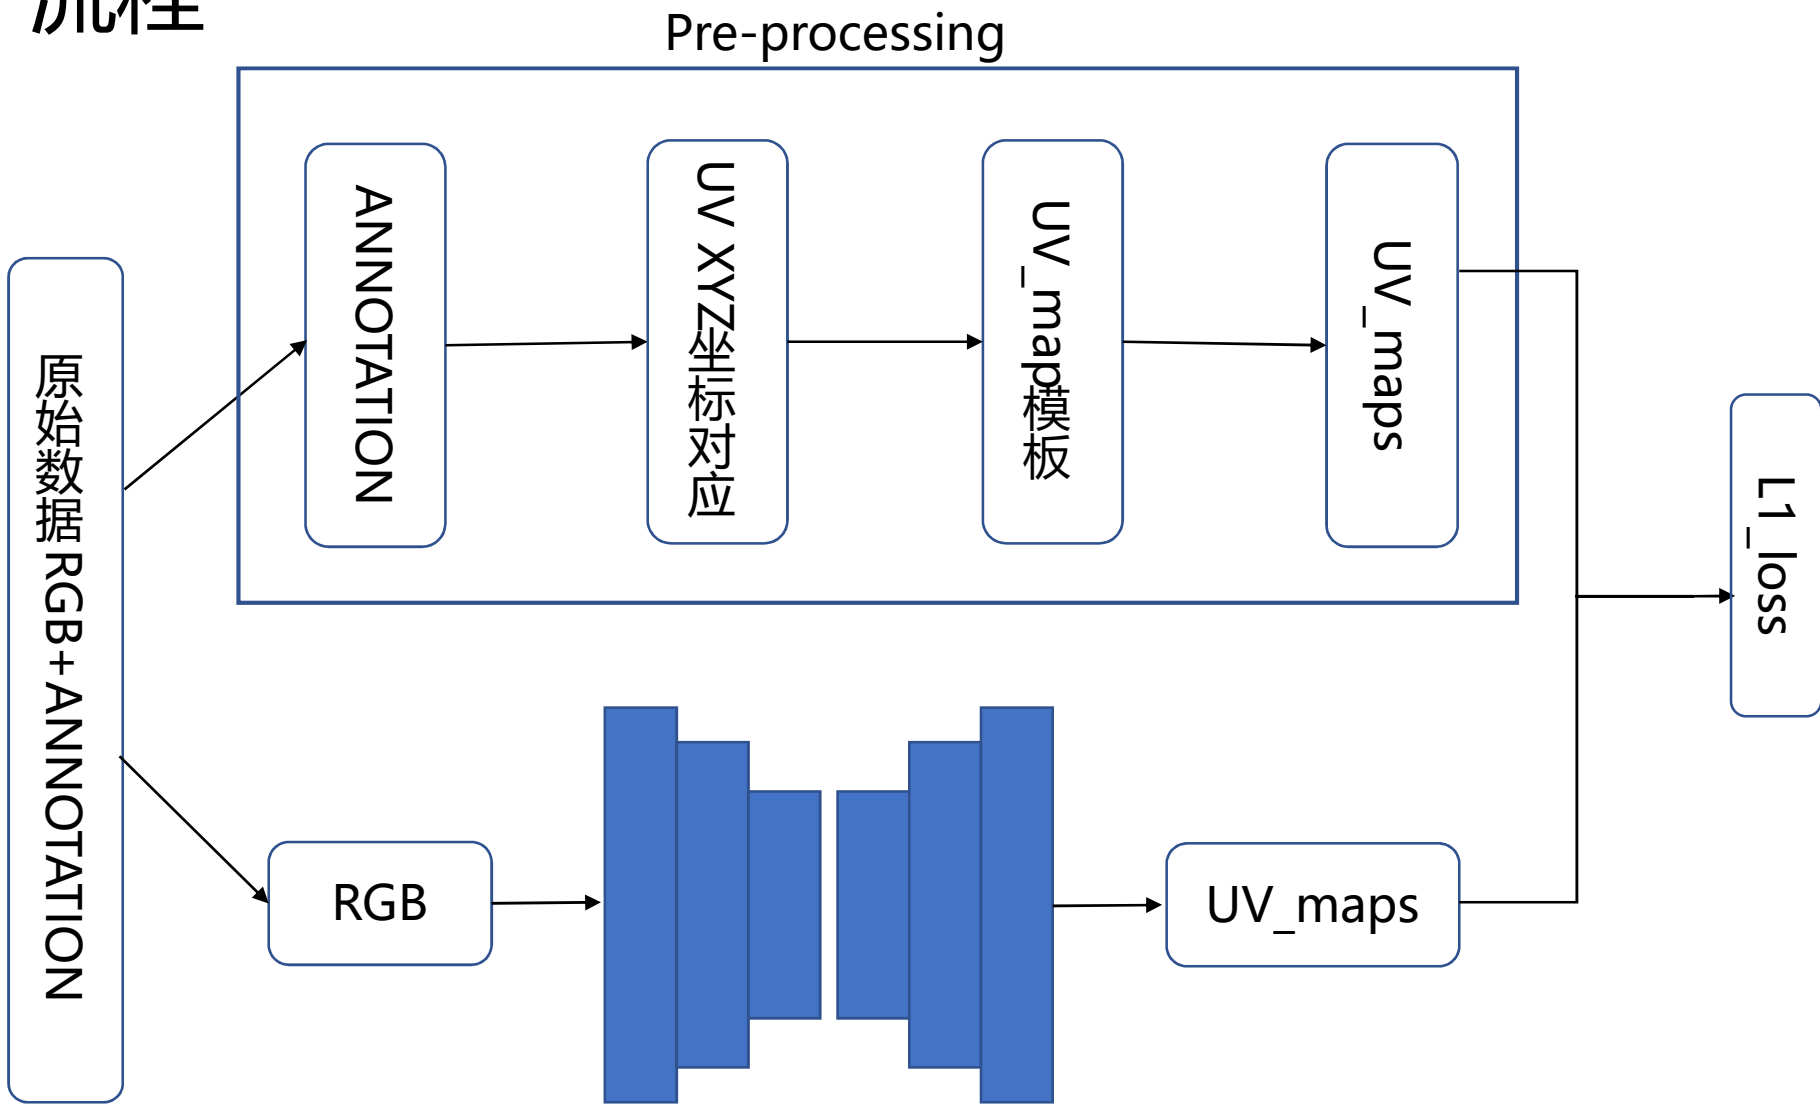 流程
Pre-processing
ANNOTATION
UV XYZ坐标对应
UV_map模板
UV_maps
原始数据RGB+ANNOTATION
L1_loss
RGB
UV_maps